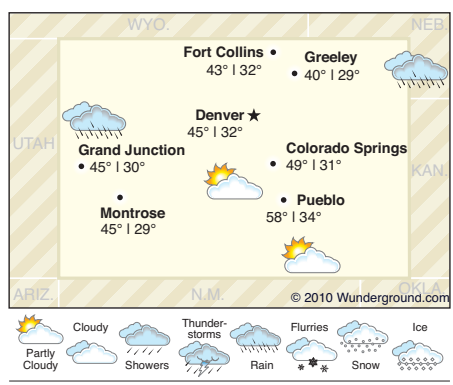 WYO.
NEB.
Fort Collins
43° | 32°
Greeley
40° | 29°
Denver
45° | 32°
UTAH
Grand Junction
45° | 30°
Colorado Springs
49° | 31°
KAN.
Montrose
45° | 29°
Pueblo
58° | 34°
ARIZ.
N.M.
OKLA.
© 2010 Wunderground.com
Partly
Cloudy
Cloudy
Showers
Thunder-
storms
Rain
Flurries
Snow
Ice